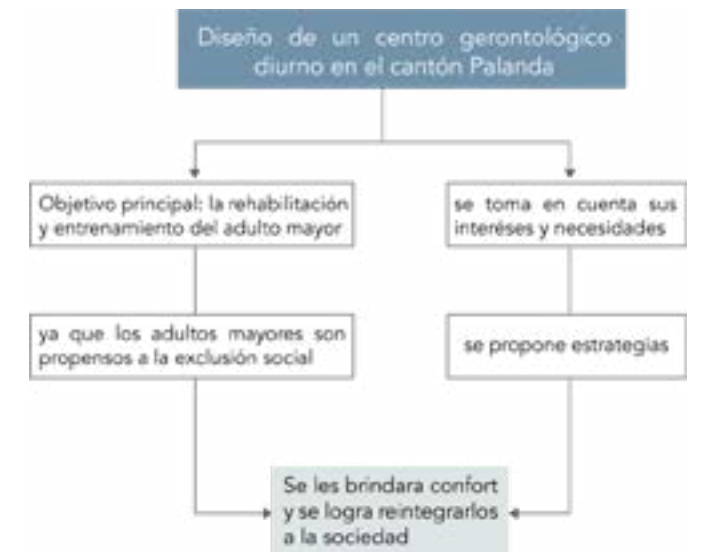 Diseño de un centro gerontológico
diurno en el cantón Palanda
Objetivo principal: la rehabilitación
y entrenamiento del adulto mayor
se toma en cuenta sus
interéses y necesidades
ya que los adultos mayores son
propensos a la exclusión social
se propone estrategias
Se les brindara confort
y se logra reintegrarlos
a la sociedad